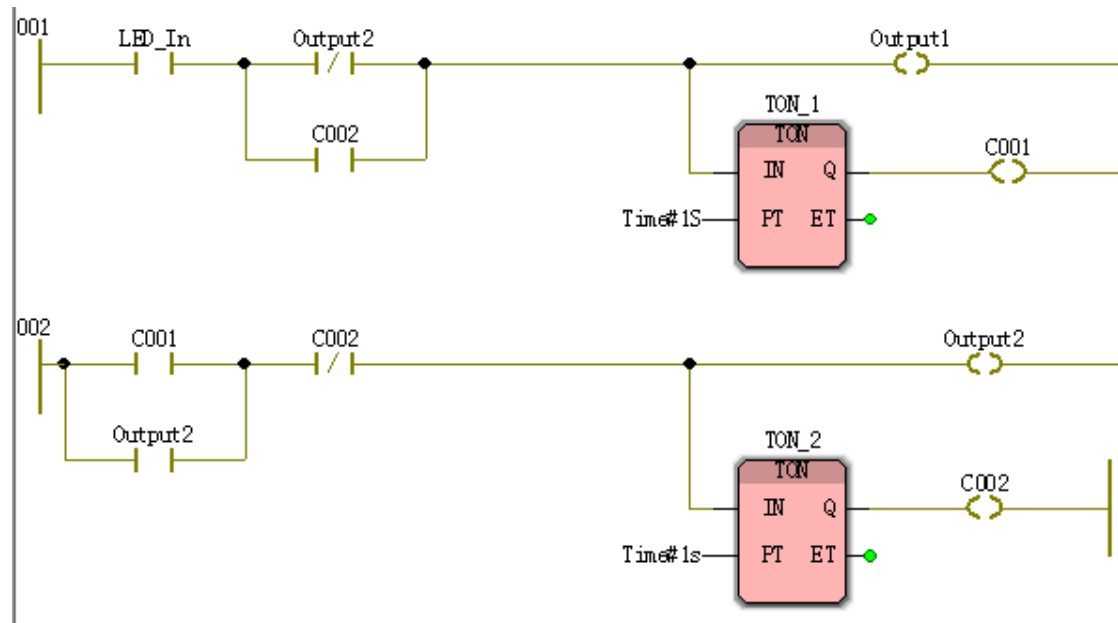 001
LED_In
Output2
Output1
C002
TON_1
TON
C001
IN Q
Time#1S PT ET
002
C001
C002
Output2
Output2
TON_2
TON
C002
IN Q
Time#1s PT ET